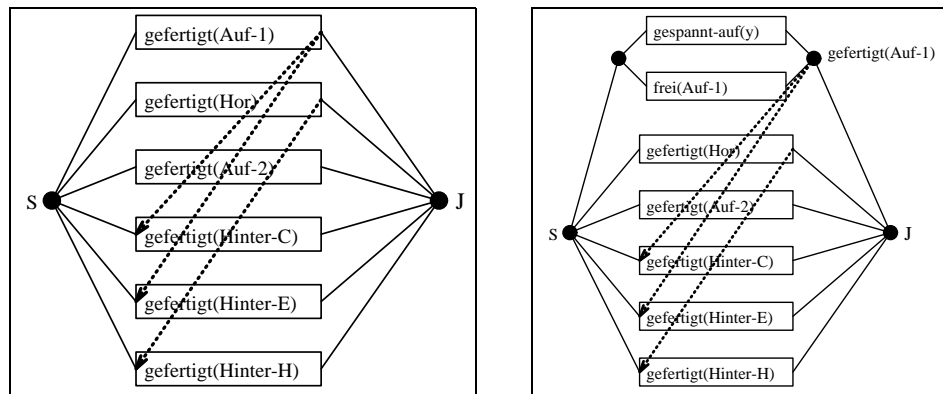 gefertigt(Auf-1)
gefertigt(Hor)
gefertigt(Auf-2)
S
J
gefertigt(Hinter-C)
gefertigt(Hinter-E)
gefertigt(Hinter-H)
gespannt-auf(y)
gefertigt(Auf-1)
frei(Auf-1)
gefertigt(Hor)
gefertigt(Auf-2)
S
J
gefertigt(Hinter-C)
gefertigt(Hinter-E)
gefertigt(Hinter-H)